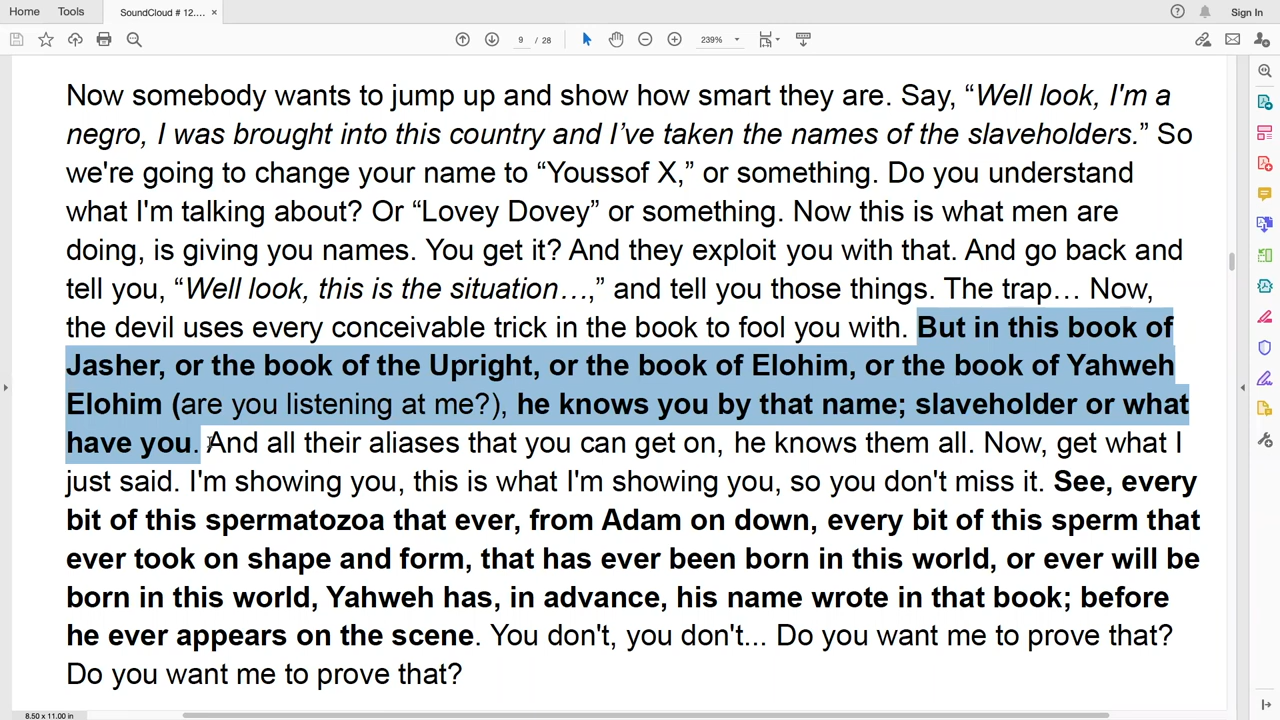 Home Tools SoundCloud # 12.... × Sign In
9 / 28 239%
Now somebody wants to jump up and show how smart they are. Say, “Well look, I'm a
negro, I was brought into this country and I’ve taken the names of the slaveholders.” So
we're going to change your name to “Youssof X,” or something. Do you understand
what I'm talking about? Or “Lovey Dovey” or something. Now this is what men are
doing, is giving you names. You get it? And they exploit you with that. And go back and
tell you, “Well look, this is the situation…,” and tell you those things. The trap… Now,
the devil uses every conceivable trick in the book to fool you with. But in this book of
Jasher, or the book of the Upright, or the book of Elohim, or the book of Yahweh
Elohim (are you listening at me?), he knows you by that name; slaveholder or what
have you. And all their aliases that you can get on, he knows them all. Now, get what I
just said. I'm showing you, this is what I'm showing you, so you don't miss it. See, every
bit of this spermatozoa that ever, from Adam on down, every bit of this sperm that
ever took on shape and form, that has ever been born in this world, or ever will be
born in this world, Yahweh has, in advance, his name wrote in that book; before
he ever appears on the scene. You don't, you don't... Do you want me to prove that?
Do you want me to prove that?
8.50 x 11.00 in